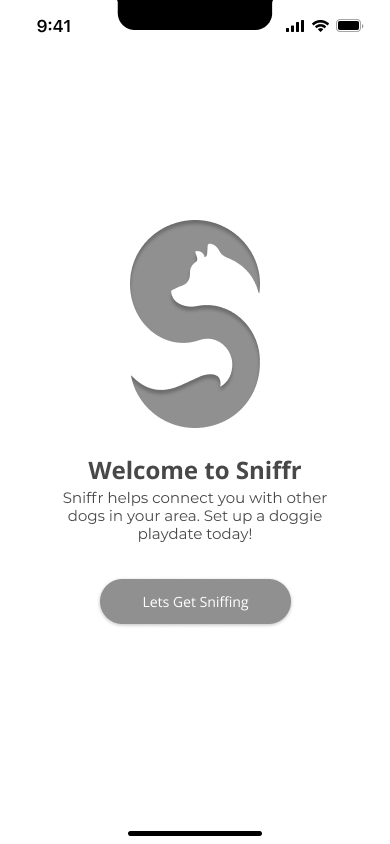 9:41
Welcome to Sniffr
Sniffr helps connect you with other
dogs in your area. Set up a doggie
playdate today!
Lets Get Sniffing